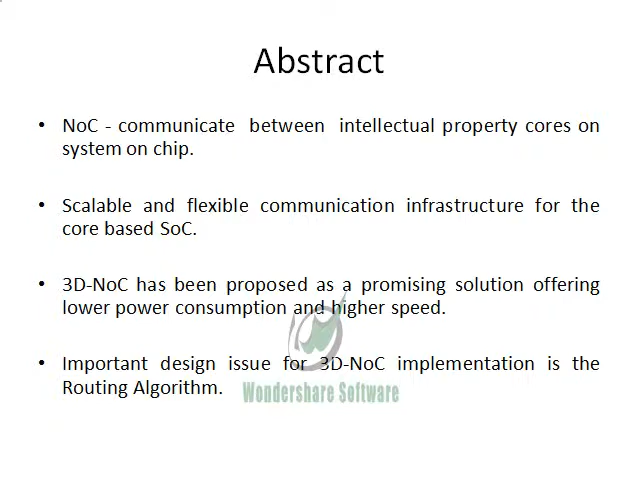 Abstract
• NoC - communicate between intellectual property cores on
system on chip.
• Scalable and flexible communication infrastructure for the
core based SoC.
• 3D-NoC has been proposed as a promising solution offering
lower power consumption and higher speed.
• Important design issue for 3D-NoC implementation is the
Routing Algorithm.
Wondershare Software